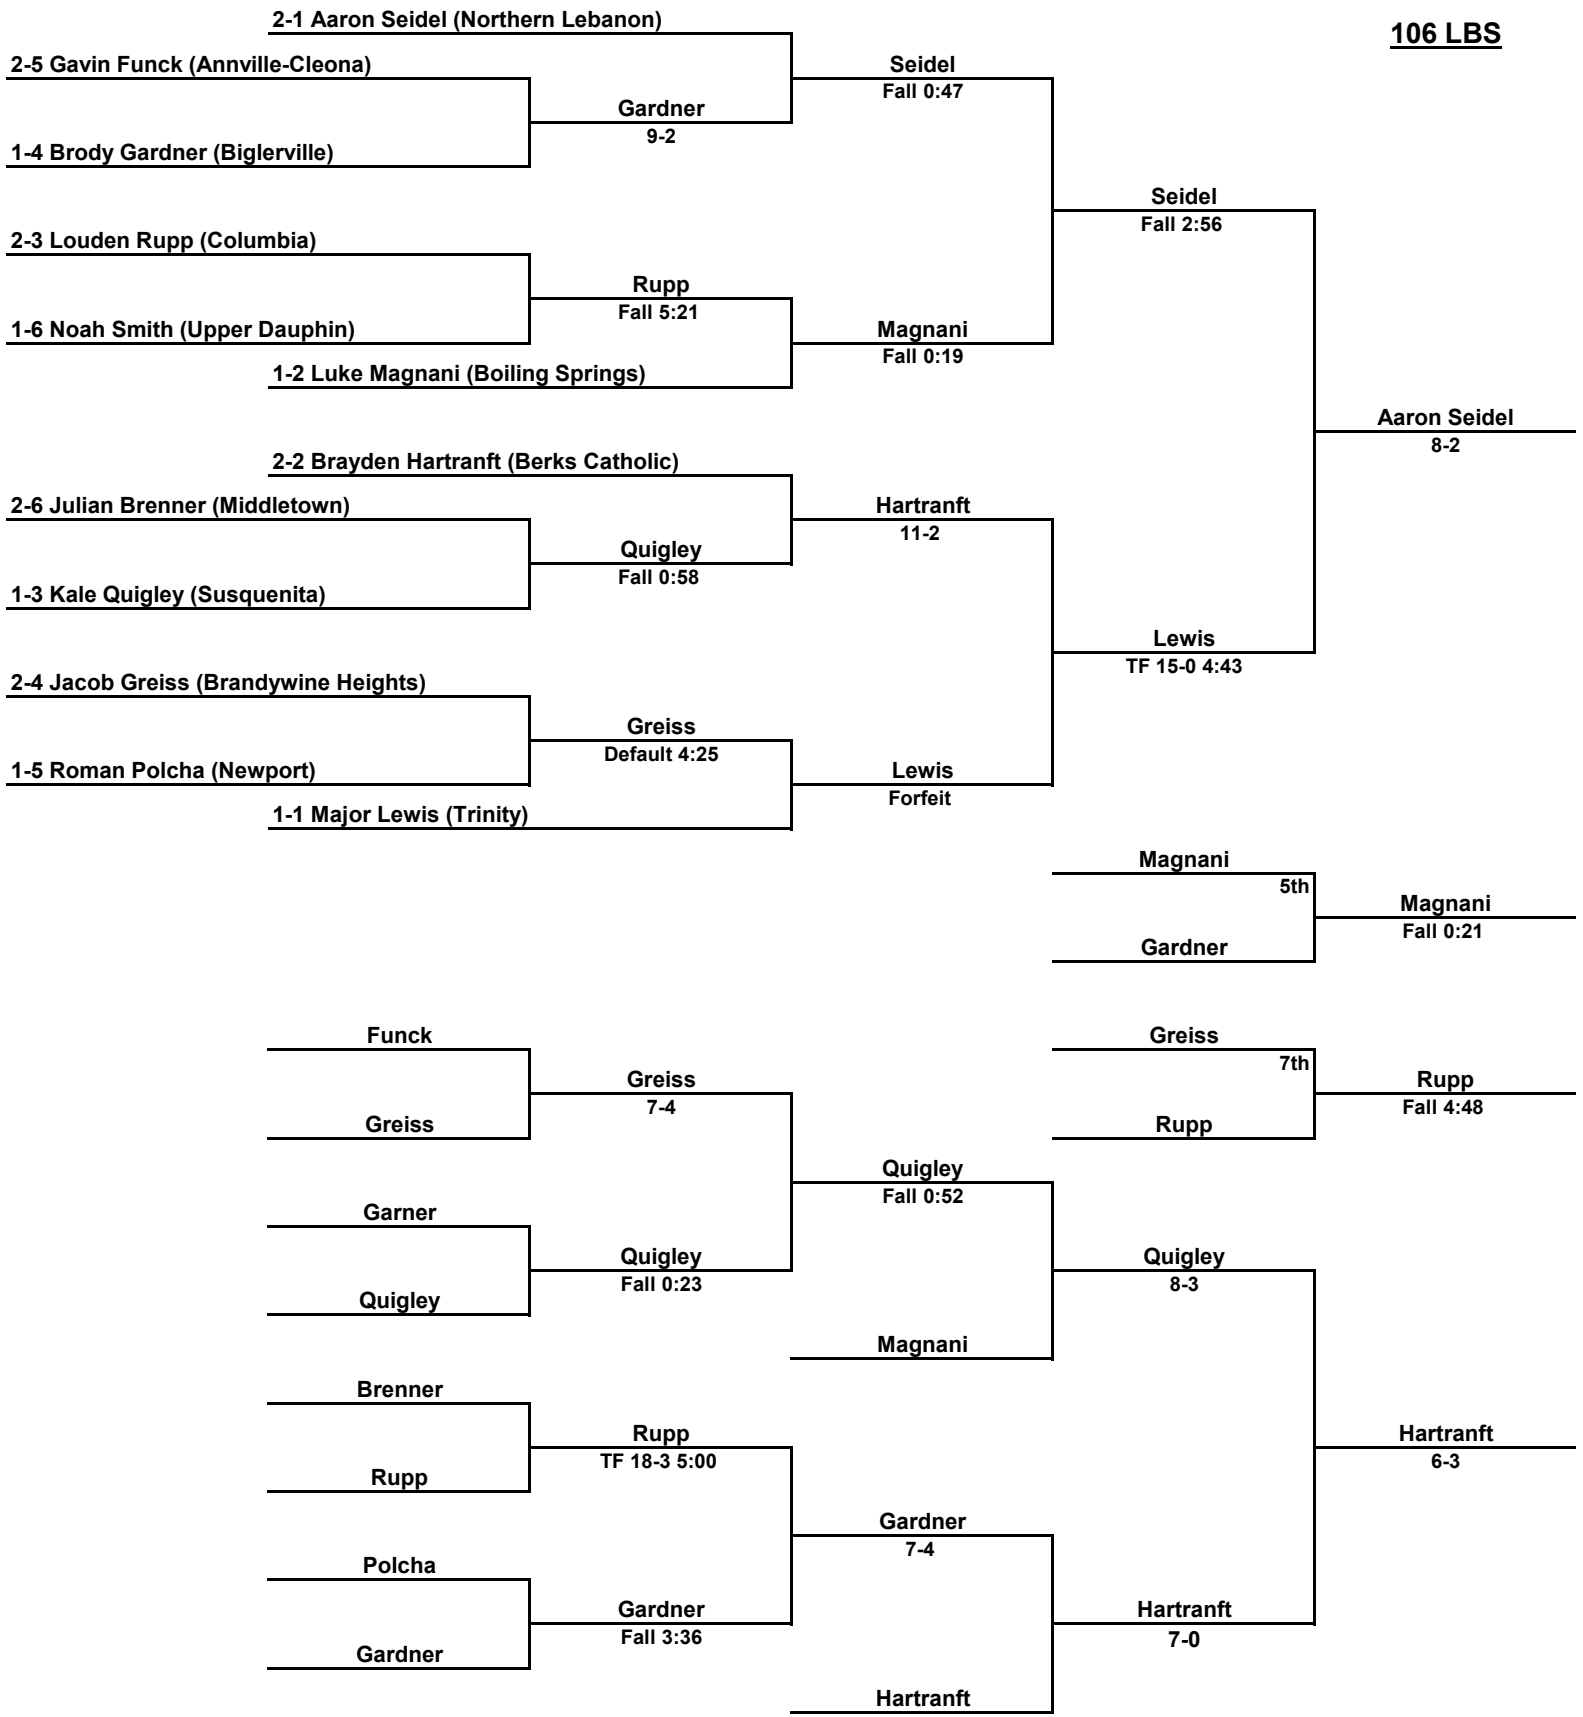 2-1 Aaron Seidel (Northern Lebanon)
106 LBS
2-5 Gavin Funck (Annville-Cleona)
Seidel
Fall 0:47
Gardner
9-2
1-4 Brody Gardner (Biglerville)
Seidel
Fall 2:56
2-3 Louden Rupp (Columbia)
Rupp
Fall 5:21
1-6 Noah Smith (Upper Dauphin)
Magnani
Fall 0:19
1-2 Luke Magnani (Boiling Springs)
Aaron Seidel
8-2
2-2 Brayden Hartranft (Berks Catholic)
2-6 Julian Brenner (Middletown)
Hartranft
11-2
Quigley
Fall 0:58
1-3 Kale Quigley (Susquenita)
Lewis
TF 15-0 4:43
2-4 Jacob Greiss (Brandywine Heights)
Greiss
Default 4:25
1-5 Roman Polcha (Newport)
Lewis
Forfeit
1-1 Major Lewis (Trinity)
Magnani
5th
Magnani
Fall 0:21
Gardner
Funck
Greiss
7th
Greiss
7-4
Rupp
Fall 4:48
Greiss
Rupp
Quigley
Fall 0:52
Garner
Quigley
Fall 0:23
Quigley
8-3
Quigley
Magnani
Brenner
Rupp
TF 18-3 5:00
Hartranft
6-3
Rupp
Gardner
7-4
Polcha
Gardner
Fall 3:36
Hartranft
7-0
Gardner
Hartranft